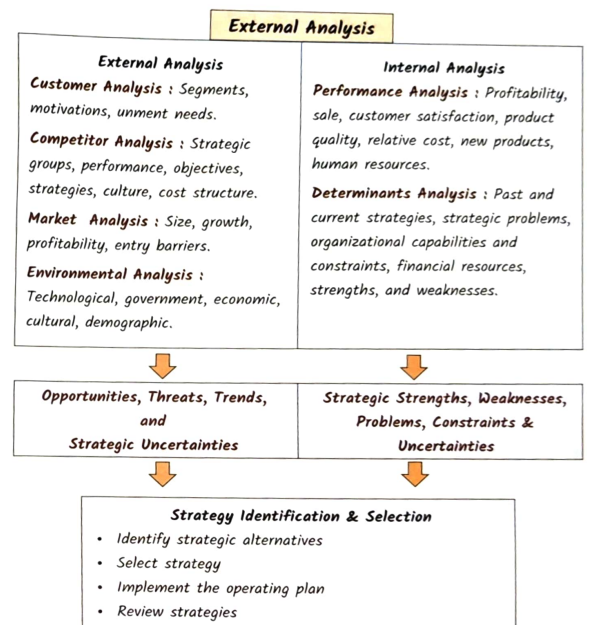 External Analysis
External Analysis
Customer Analysis : Segments,
motivations, unment needs.
Competitor Analysis : Strategic
groups, performance, objectives,
strategies, culture, cost structure.
Market Analysis : Size, growth,
profitability, entry barriers.
Environmental Analysis :
Technological, government, economic,
cultural, demographic.
Internal Analysis
Performance Analysis : Profitability,
sale, customer satisfaction, product
quality, relative cost, new products,
human resources.
Determinants Analysis : Past and
current strategies, strategic problems,
organizational capabilities and
constraints, financial resources,
strengths, and weaknesses.
Opportunities, Threats, Trends,
and
Strategic Uncertainties
Strategic Strengths, Weaknesses,
Problems, Constraints &
Uncertainties
Strategy Identification & Selection
• Identify strategic alternatives
• Select strategy
• Implement the operating plan
• Review strategies